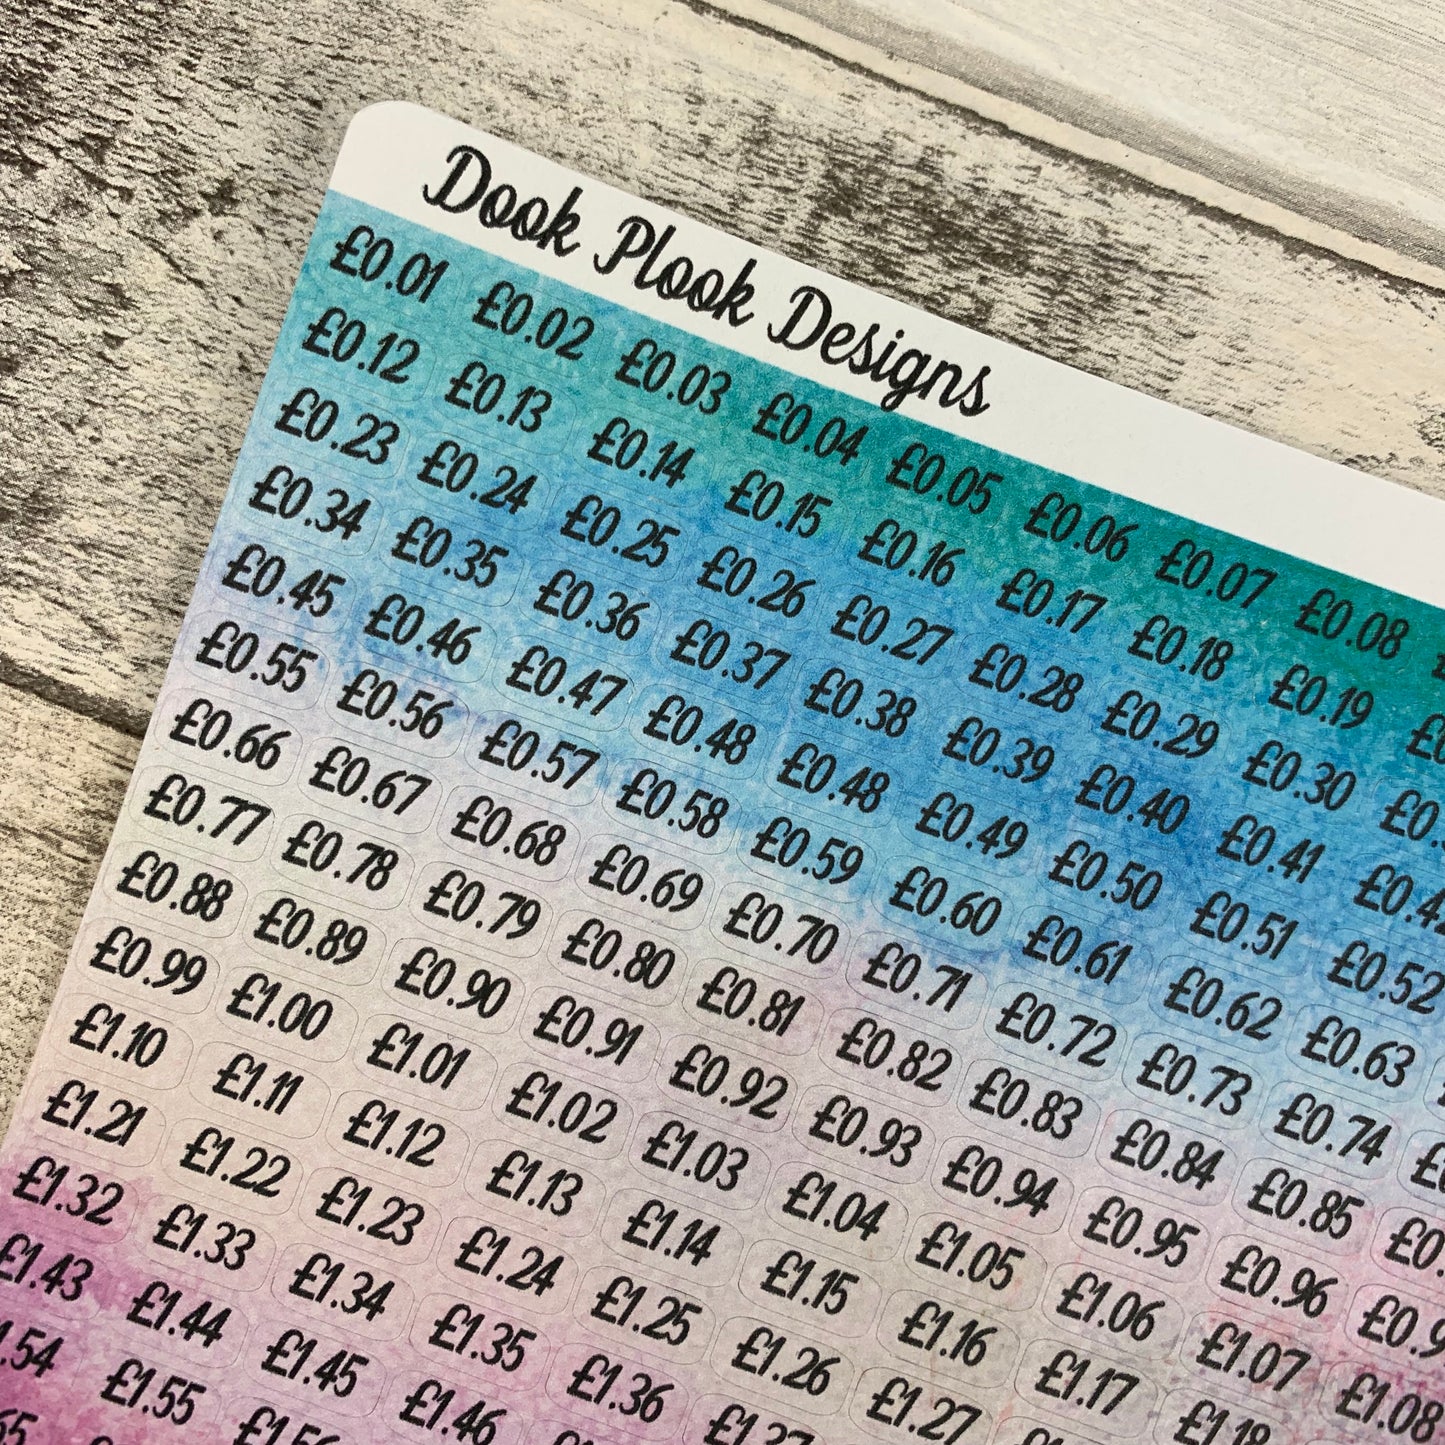 Dook Plook Designs
£0.01 £0.02 £0.03 £0.04 £0.05 £0.06 £0.07 £0.08
£0.12 £0.13 £0.14 £0.15 £0.16 £0.17 £0.18 £0.19
£0.23 £0.24 £0.25 £0.26 £0.27 £0.28 £0.29 £0.30
£0.34 £0.35 £0.36 £0.37 £0.38 £0.39 £0.40 £0.41 £0.42
£0.45 £0.46 £0.47 £0.48 £0.48 £0.49 £0.50 £0.51 £0.52
£0.55 £0.56 £0.57 £0.58 £0.59 £0.60 £0.61 £0.62 £0.63
£0.66 £0.67 £0.68 £0.69 £0.70 £0.71 £0.72 £0.73 £0.74
£0.77 £0.78 £0.79 £0.80 £0.81 £0.82 £0.83 £0.84 £0.85
£0.88 £0.89 £0.90 £0.91 £0.92 £0.93 £0.94 £0.95 £0.96
£0.99 £1.00 £1.01 £1.02 £1.03 £1.04 £1.05 £1.06 £1.07 £1.08
£1.10 £1.11 £1.12 £1.13 £1.14 £1.15 £1.16 £1.17 £1.18
£1.21 £1.22 £1.23 £1.24 £1.25 £1.26 £1.27
£1.32 £1.33 £1.34 £1.35 £1.36 £1.37
£1.43 £1.44 £1.45 £1.46
.54 £1.55 £1.56